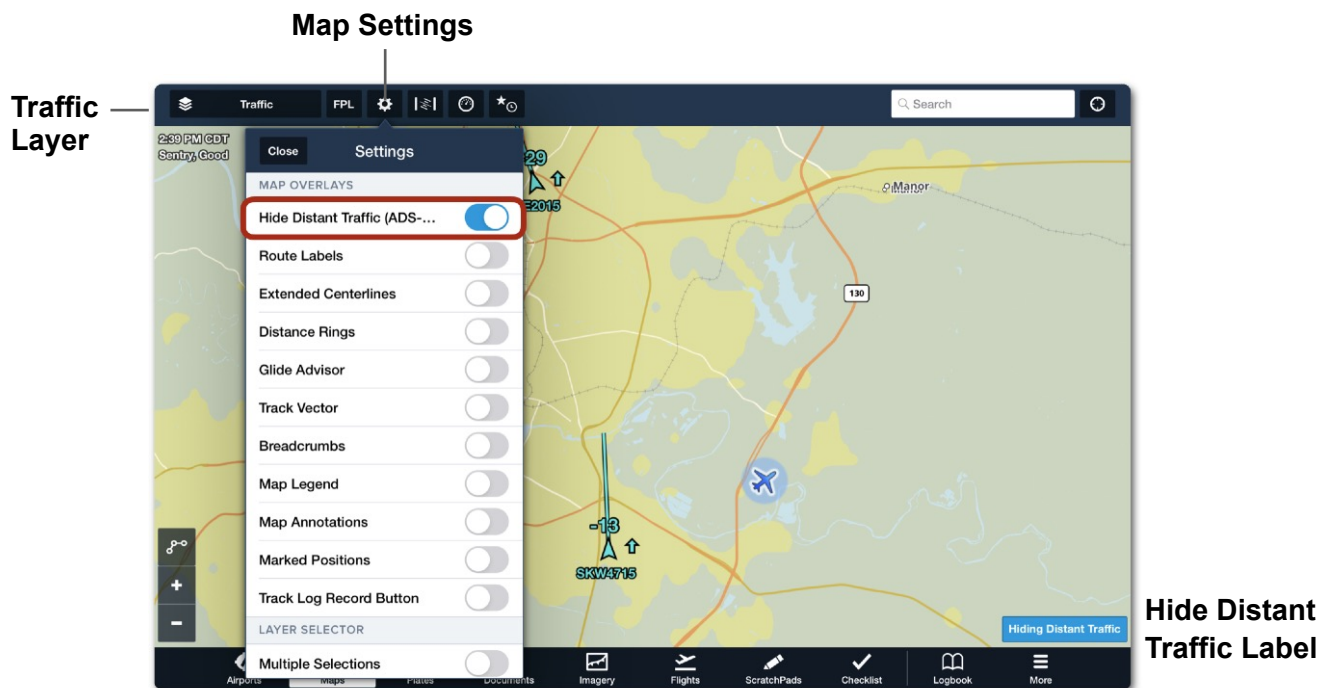 Map Settings
Traffic
Layer
Traffic
FPL
Search
2:39 PM CDT
Sentry, Good
Close
Settings
MAP OVERLAYS
Hide Distant Traffic (ADS-...
Route Labels
Extended Centerlines
Distance Rings
Glide Advisor
Track Vector
Breadcrumbs
Map Legend
Map Annotations
Marked Positions
Track Log Record Button
LAYER SELECTOR
Multiple Selections
Manor
130
-13
SKW4715
Hiding Distant Traffic
Hide Distant
Traffic Label
Airports
Maps
Plates
Documents
Imagery
Flights
ScratchPads
Checklist
Logbook
More